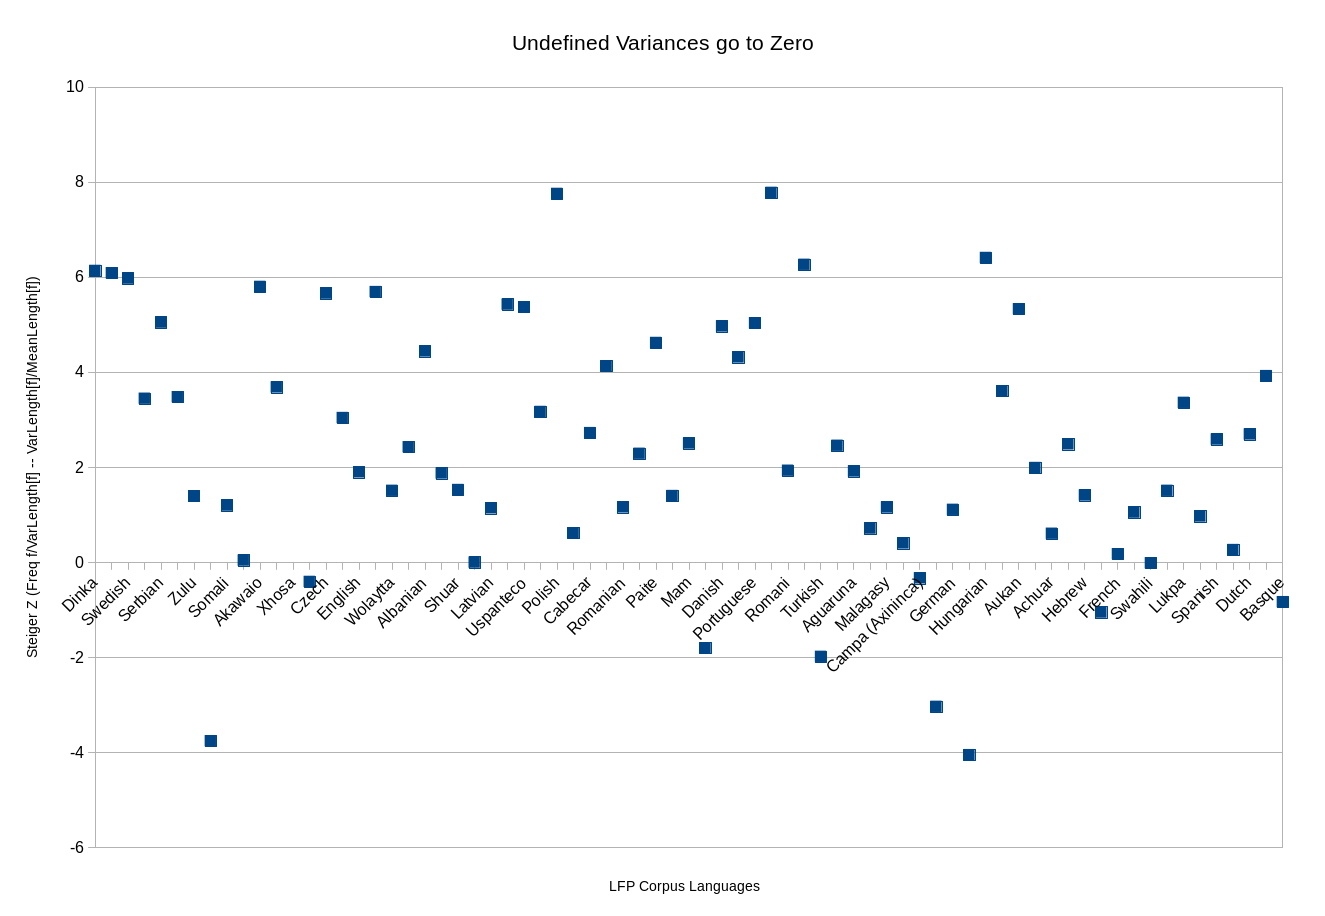 Undefined Variances go to Zero
10
8
6
4
2
0
-2
-4
-6
Steiger Z (Freq f/VarLength[f] -- VarLength[f]/MeanLength[f])
Dinka
Swedish
Serbian
Zulu
Somali
Akawaio
Xhosa
Czech
English
Wolaytta
Albanian
Shuar
Latvian
Uspanteco
Polish
Cabecar
Romanian
Paite
Mam
Danish
Portuguese
Romani
Turkish
Aguaruna
Malagasy
Campa (Axinincay
German
Hungarian
Aukan
Achuar
Hebrew
French
Swahili
Lukpa
Spanish
Dutch
Basque
LFP Corpus Languages